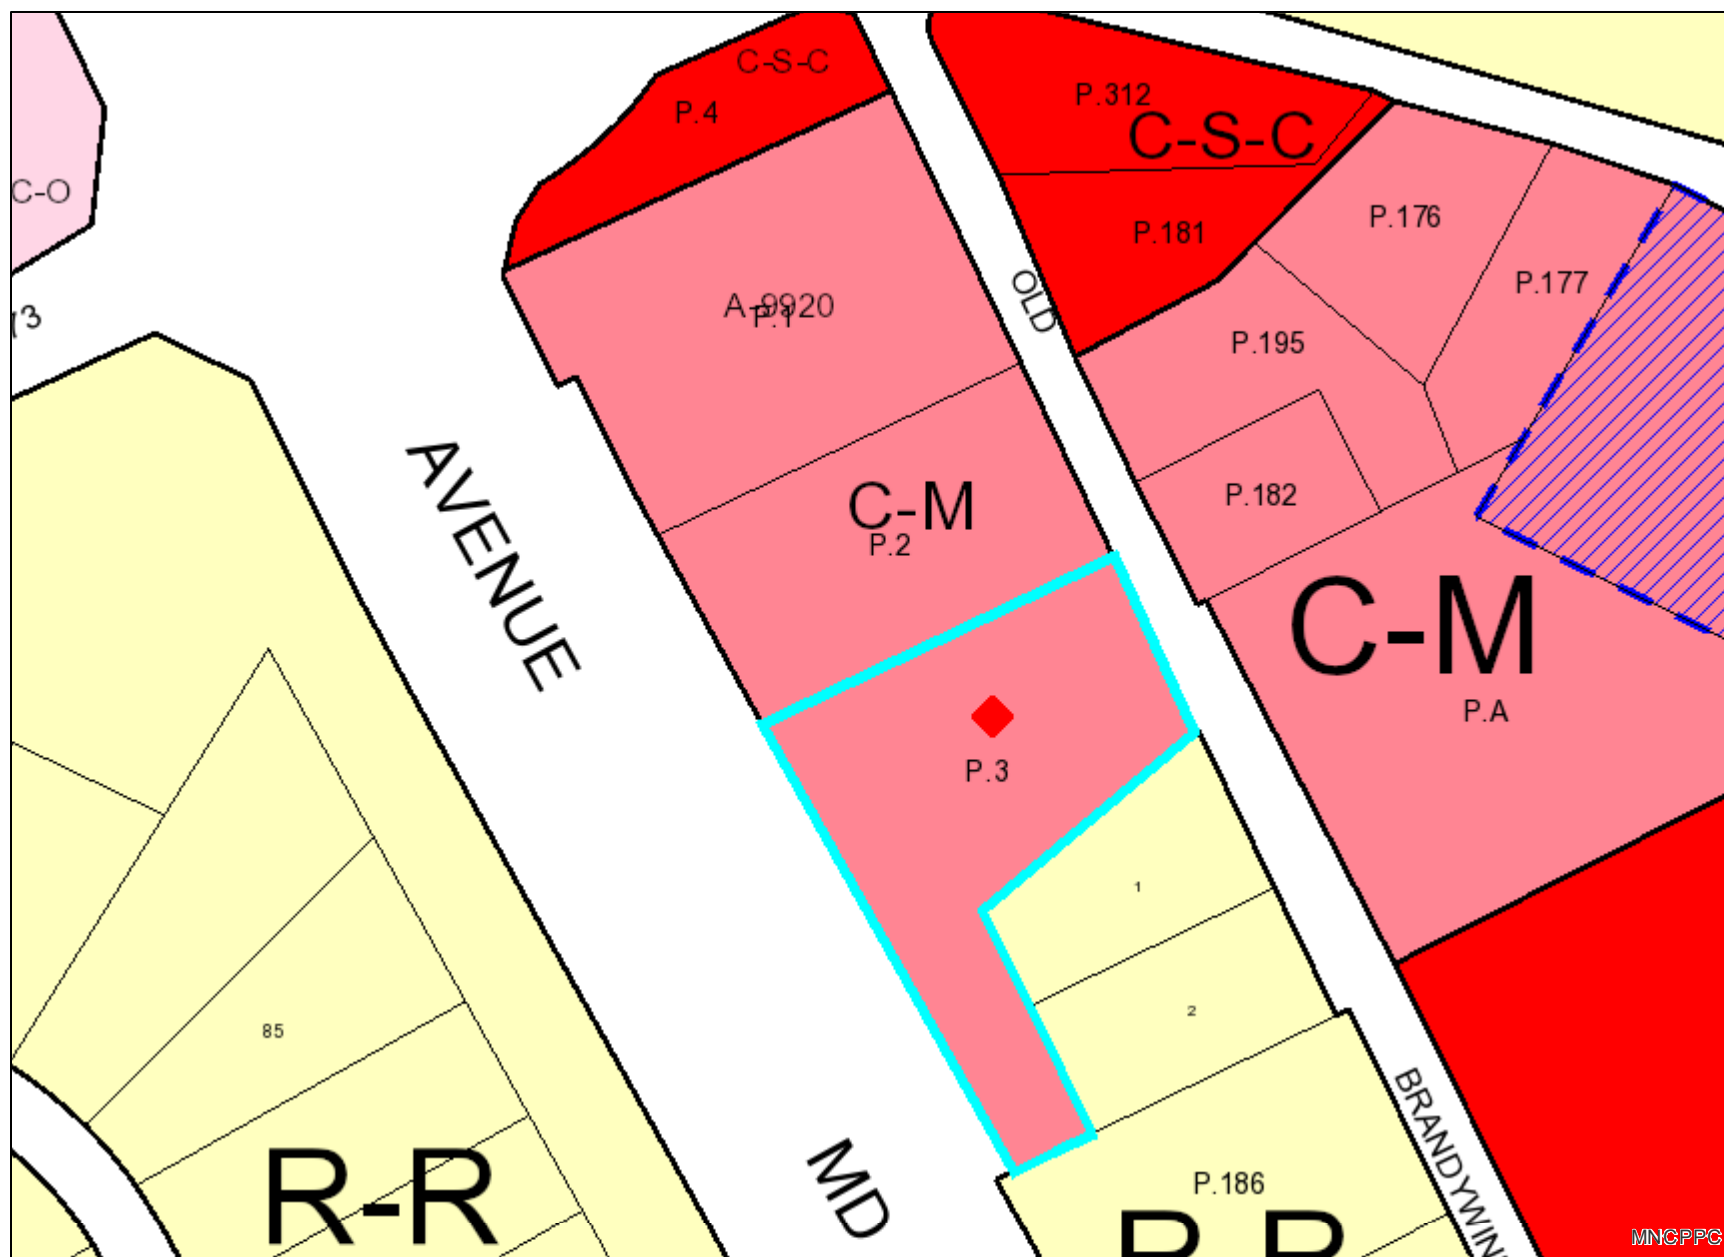 C-S-C
P.4
P.312
C-S-C
C-O
P.176
P.181
P.177
OLD
A-9920
P.1
73
P.195
AVENUE
C-M
P.182
P.2
C-M
P.A
P.3
1
2
85
BRANDYWIN
MD
R-R
P.186
R-R
MNCPPC